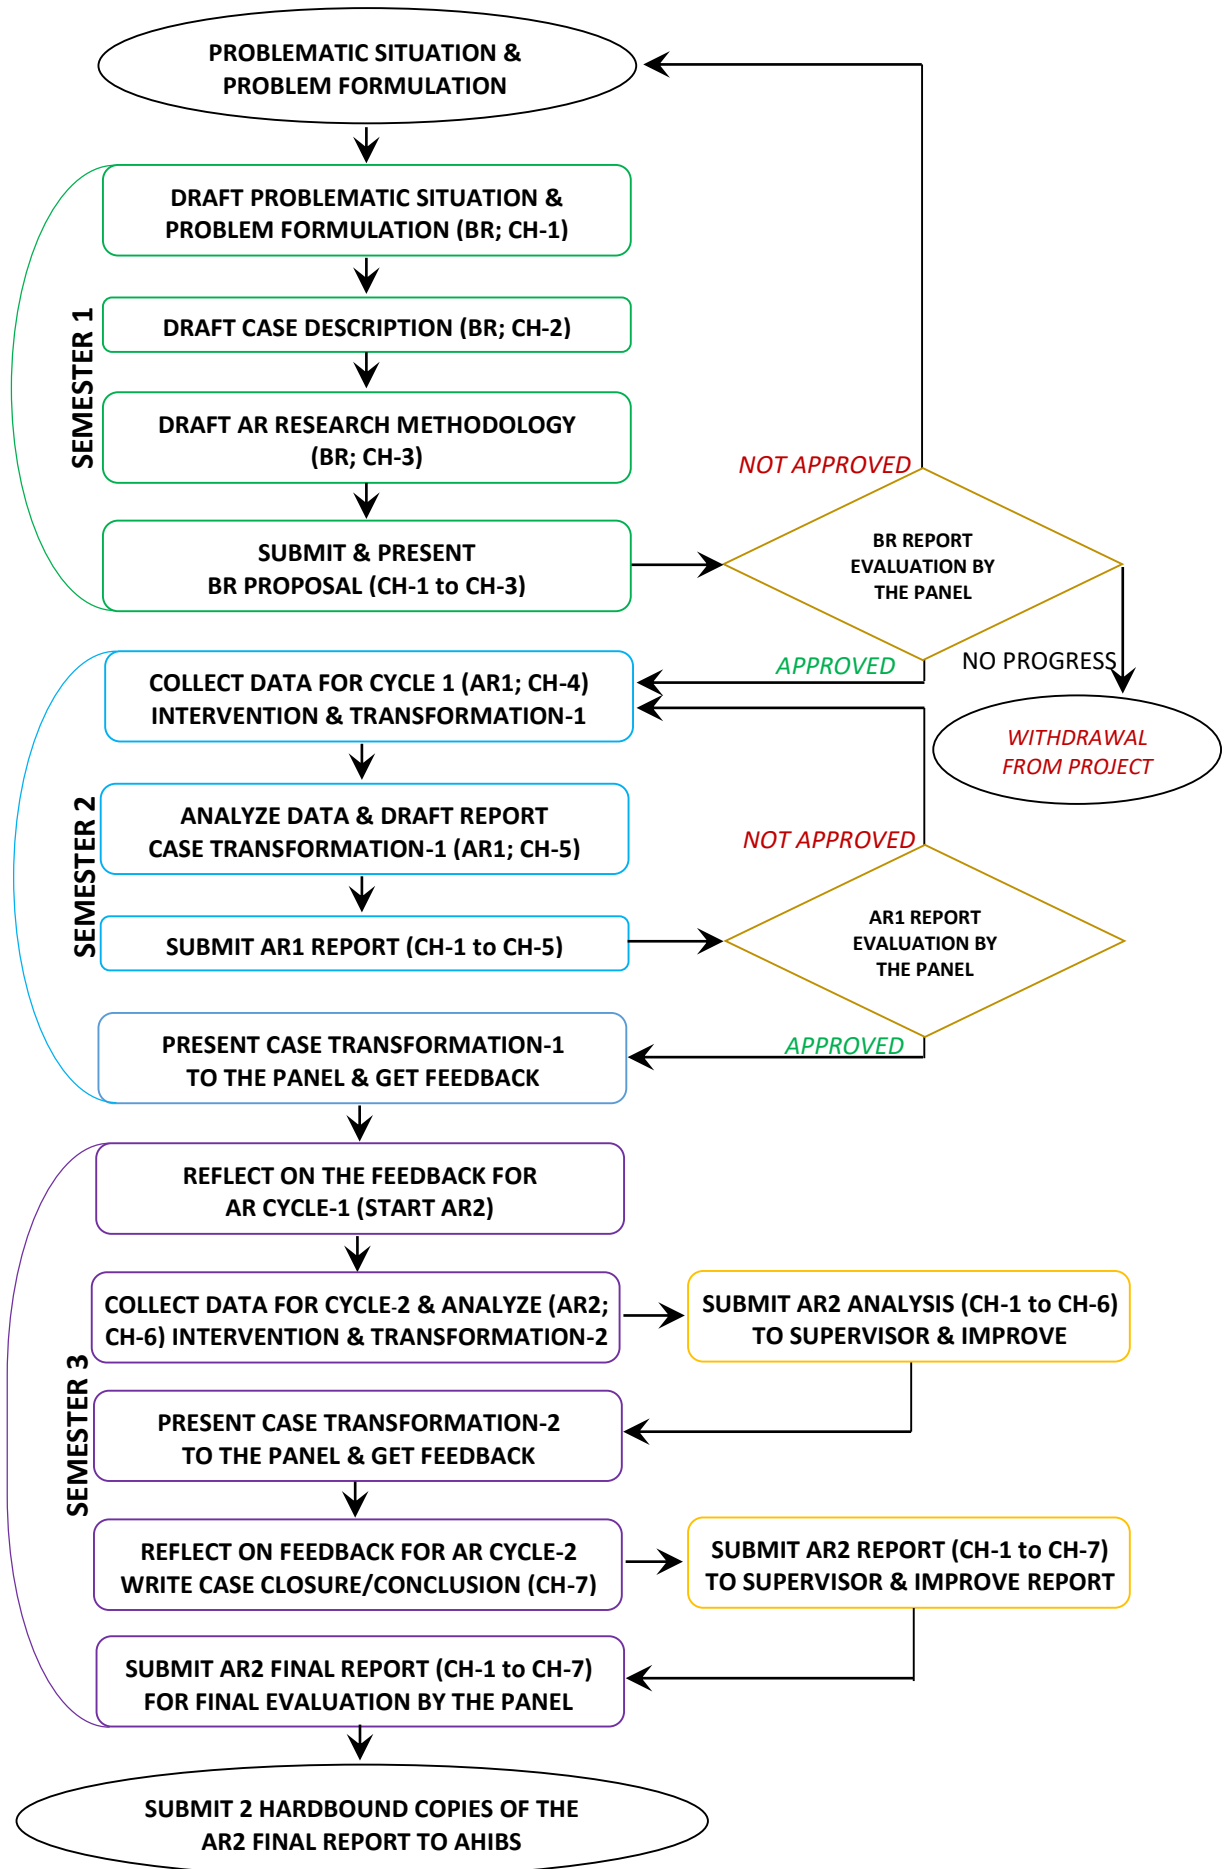 PROBLEMATIC SITUATION &
PROBLEM FORMULATION
SEMESTER 1
DRAFT PROBLEMATIC SITUATION &
PROBLEM FORMULATION (BR; CH-1)
DRAFT CASE DESCRIPTION (BR; CH-2)
DRAFT AR RESEARCH METHODOLOGY
(BR; CH-3)
SUBMIT & PRESENT
BR PROPOSAL (CH-1 to CH-3)
NOT APPROVED
BR REPORT
EVALUATION BY
THE PANEL
APPROVED
NO PROGRESS
WITHDRAWAL
FROM PROJECT
SEMESTER 2
COLLECT DATA FOR CYCLE 1 (AR1; CH-4)
INTERVENTION & TRANSFORMATION-1
ANALYZE DATA & DRAFT REPORT
CASE TRANSFORMATION-1 (AR1; CH-5)
SUBMIT AR1 REPORT (CH-1 to CH-5)
NOT APPROVED
AR1 REPORT
EVALUATION BY
THE PANEL
APPROVED
PRESENT CASE TRANSFORMATION-1
TO THE PANEL & GET FEEDBACK
SEMESTER 3
REFLECT ON THE FEEDBACK FOR
AR CYCLE-1 (START AR2)
COLLECT DATA FOR CYCLE-2 & ANALYZE (AR2;
CH-6) INTERVENTION & TRANSFORMATION-2
SUBMIT AR2 ANALYSIS (CH-1 to CH-6)
TO SUPERVISOR & IMPROVE
PRESENT CASE TRANSFORMATION-2
TO THE PANEL & GET FEEDBACK
REFLECT ON FEEDBACK FOR AR CYCLE-2
WRITE CASE CLOSURE/CONCLUSION (CH-7)
SUBMIT AR2 REPORT (CH-1 to CH-7)
TO SUPERVISOR & IMPROVE REPORT
SUBMIT AR2 FINAL REPORT (CH-1 to CH-7)
FOR FINAL EVALUATION BY THE PANEL
SUBMIT 2 HARDBOUND COPIES OF THE
AR2 FINAL REPORT TO AHIBS